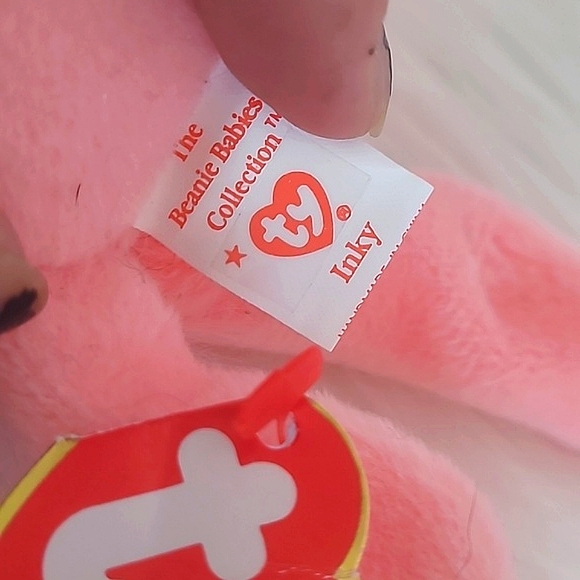 The
Beanie Babies
Collection™
ty®
Inky
t